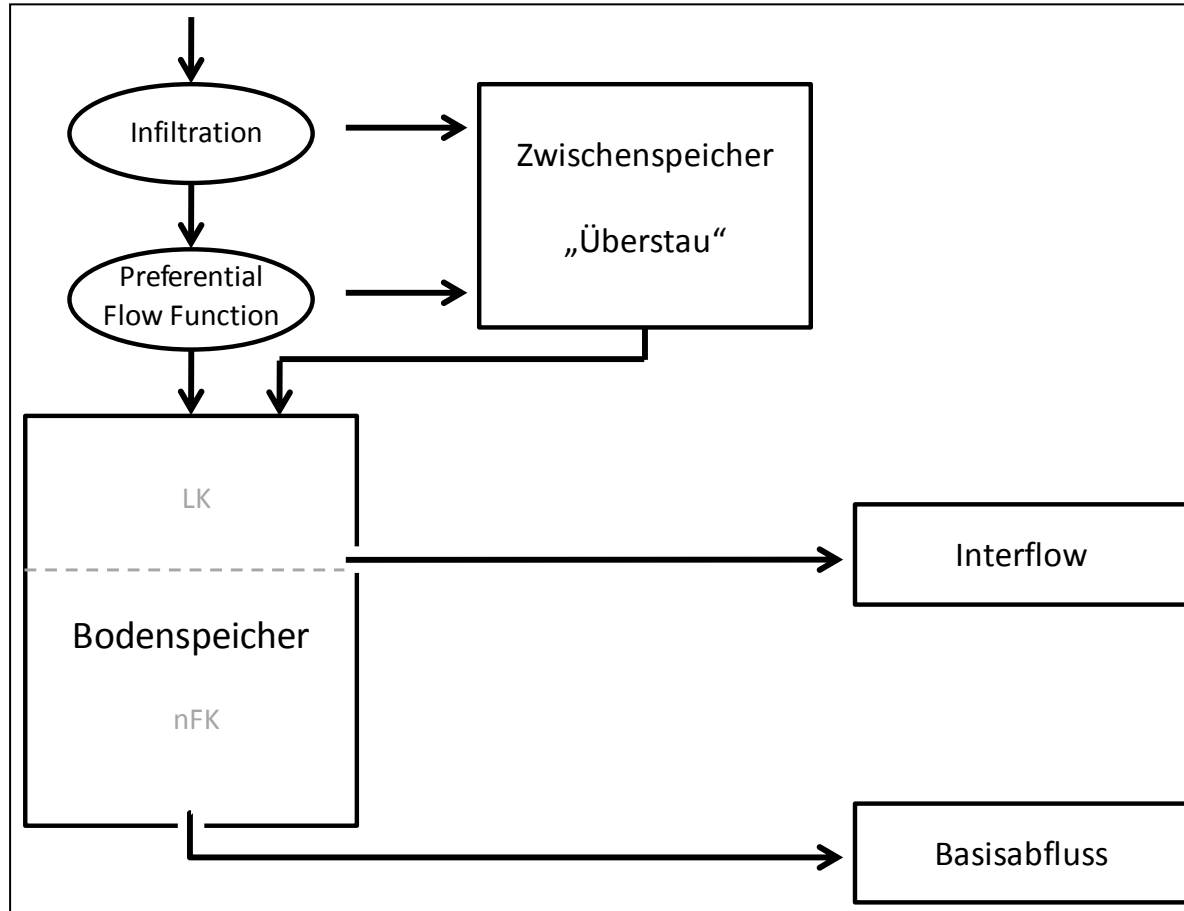 Infiltration
Zwischenspeicher
„Überstau“
Preferential
Flow Function
LK
Interflow
Bodenspeicher
nFK
Basisabfluss